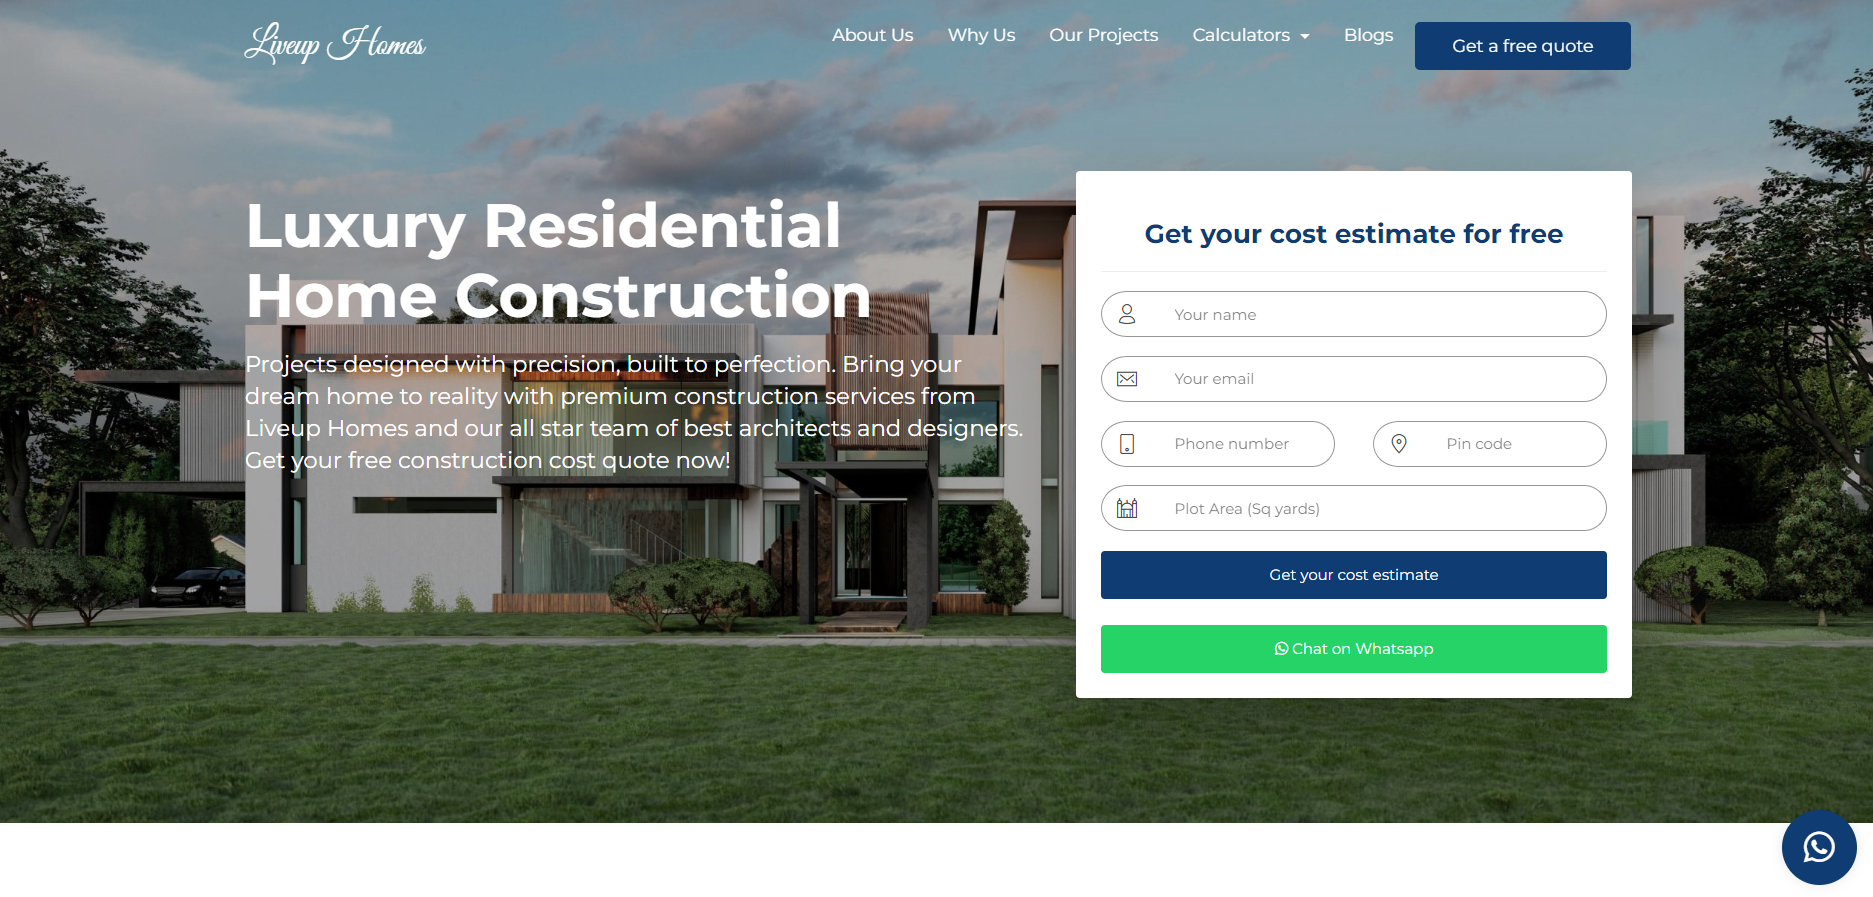 Liveup Homes
About Us
Why Us
Our Projects
Calculators
Blogs
Get a free quote
Luxury Residential
Home Construction
Projects designed with precision, built to perfection. Bring your
dream home to reality with premium construction services from
Liveup Homes and our all star team of best architects and designers.
Get your free construction cost quote now!
Get your cost estimate for free
Your name
Your email
Phone number
Pin code
Plot Area (Sq yards)
Get your cost estimate
Chat on Whatsapp